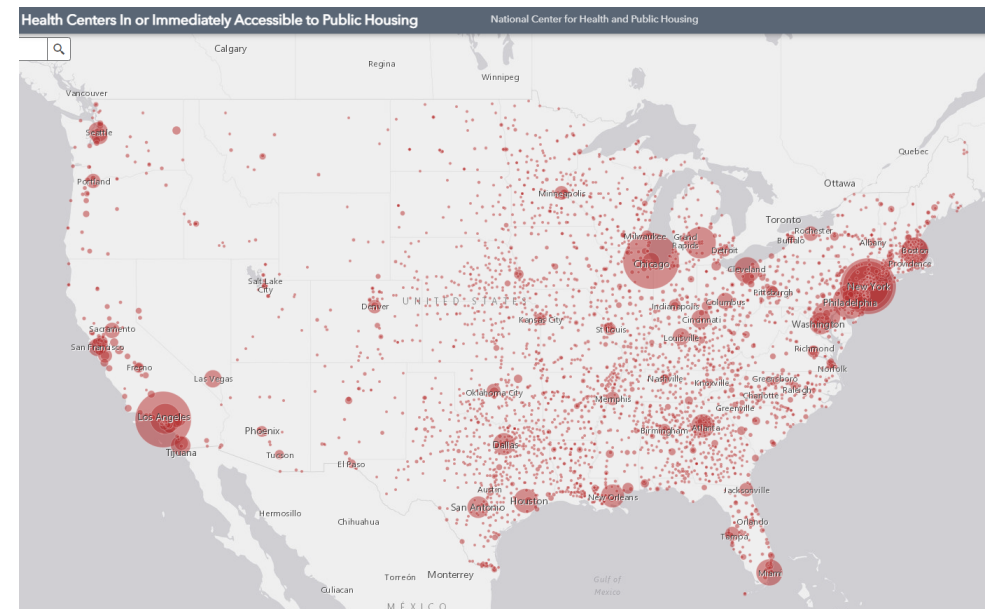 Health Centers In or Immediately Accessible to Public Housing
National Center for Health and Public Housing
Calgary
Regina
Winnipeg
Vancouver
Seattle
Quebec
Portland
Ottawa
Minneapolis
Toronto
Rochester
Buffalo
Milwaukee
Grand
Rapids
Detroit
Albany
Boston
Providence
Chicago
Cleveland
Salt Lake
City
New York
Pittsburgh
Denver
UNITED STATES
Indianapolis
Columbus
Philadelphia
Kansas City
Cincinnati
Sacramento
St Louis
Washington
Louisville
San Francisco
Richmond
Fresno
Norfolk
Las Vegas
Nashville
Knoxville
Greensboro
Raleigh
Oklahoma City
Charlotte
Memphis
Greenville
Los Angeles
Phoenix
Birmingham
Atlanta
Tijuana
Tucson
Dallas
El Paso
Austin
Jacksonville
San Antonio
Houston
New Orleans
Hermosillo
Chihuahua
Orlando
Tampa
Torreón
Monterrey
Miami
Gulf of
Mexico
Culiacan
MÉXICO